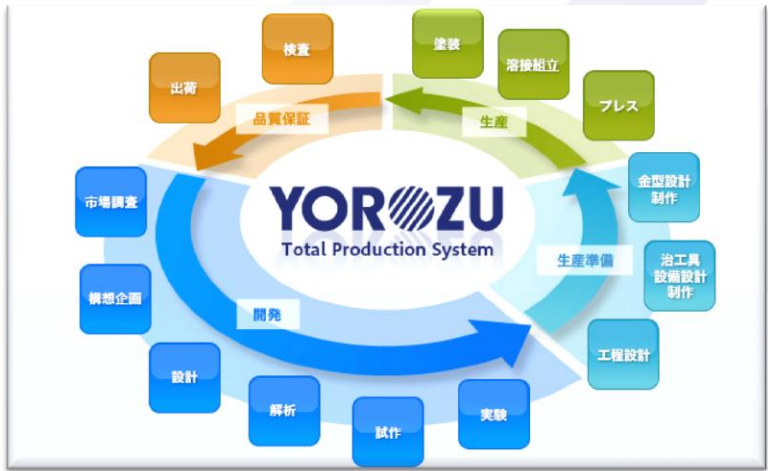 YOROZU
Total Production System
開発
市場調査
構想企画
設計
解析
試作
実験
生産準備
工程設計
治工具
設備設計
制作
金型設計
制作
生産
プレス
溶接組立
塗装
品質保証
検査
出荷